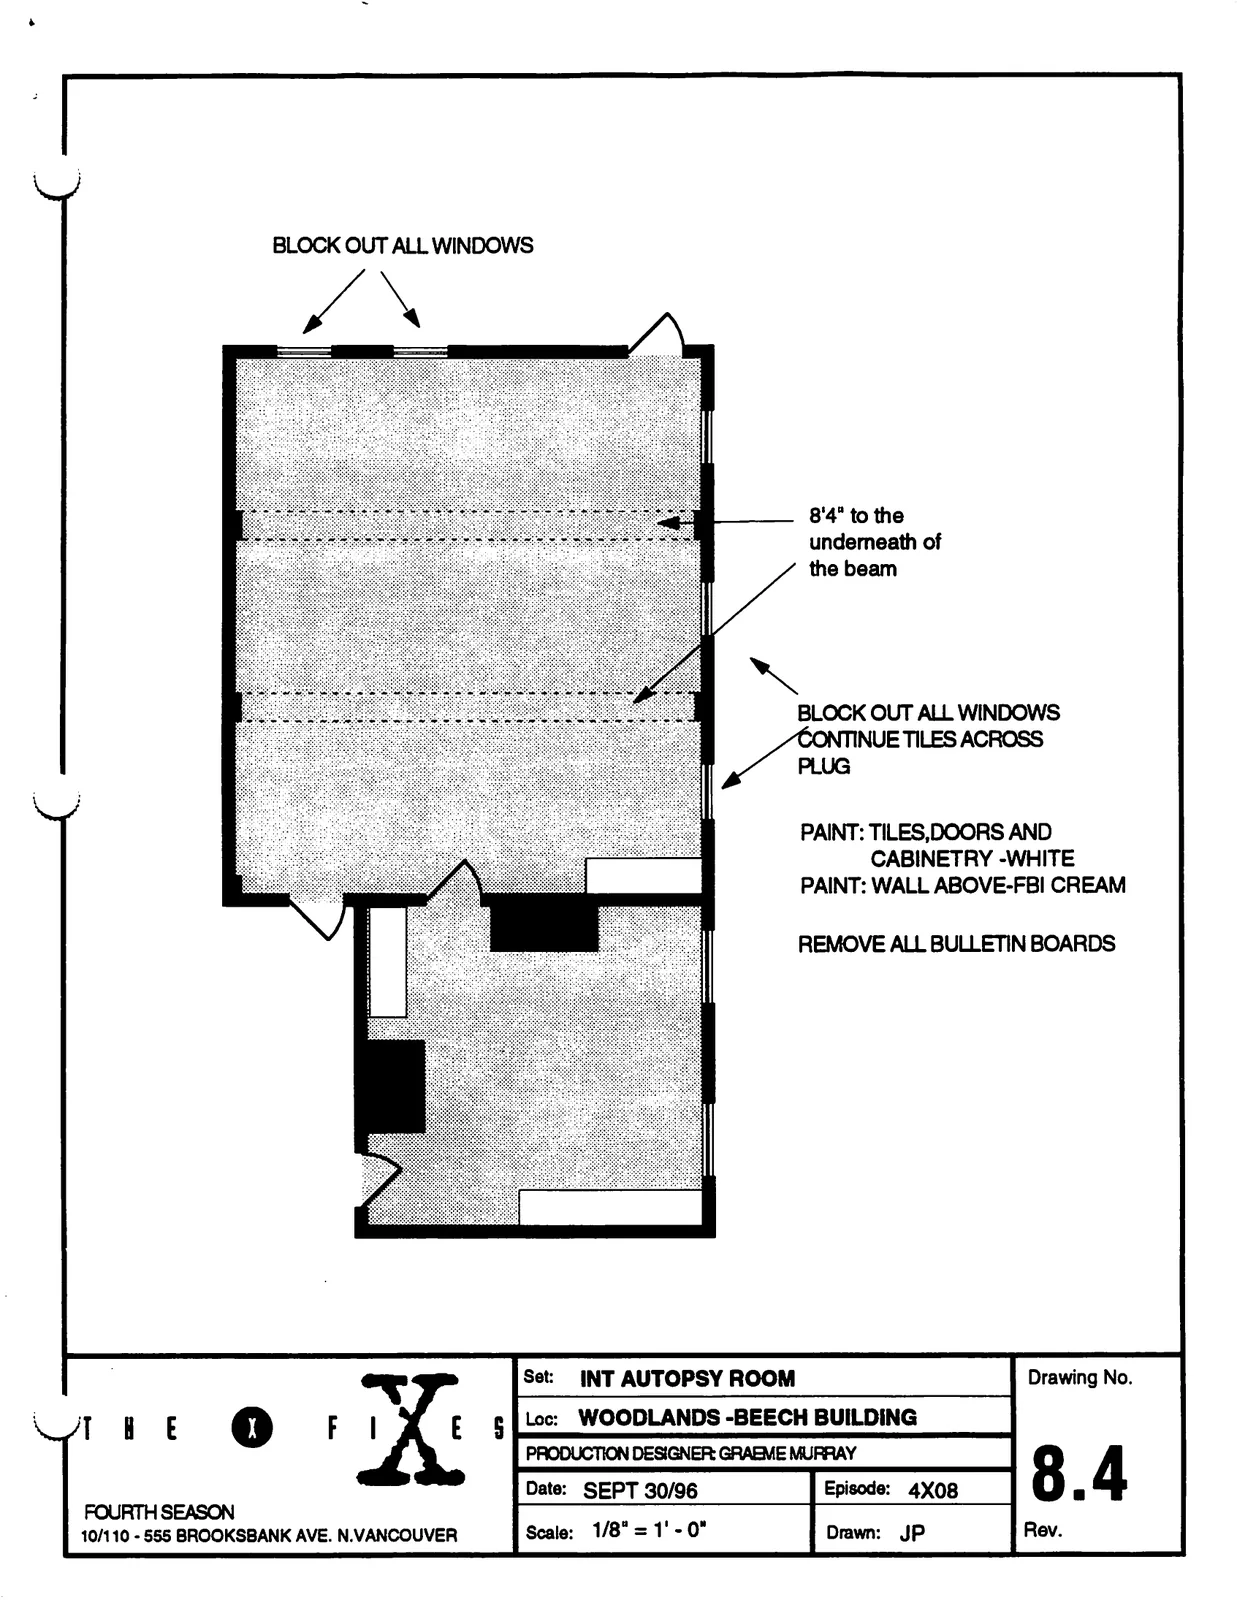 BLOCK OUT ALL WINDOWS
8'4" to the
underneath of
the beam
BLOCK OUT ALL WINDOWS
CONTINUE TILES ACROSS
PLUG
PAINT: TILES,DOORS AND
CABINETRY -WHITE
PAINT: WALL ABOVE-FBI CREAM
REMOVE ALL BULLETIN BOARDS
THE X FIXES
FOURTH SEASON
10/110 - 555 BROOKSBANK AVE. N.VANCOUVER
Set: INT AUTOPSY ROOM
Loc: WOODLANDS -BEECH BUILDING
PRODUCTION DESIGNER: GRAEME MURRAY
Date: SEPT 30/96
Episode: 4X08
Scale: 1/8" = 1' - 0"
Drawn: JP
Drawing No.
8.4
Rev.